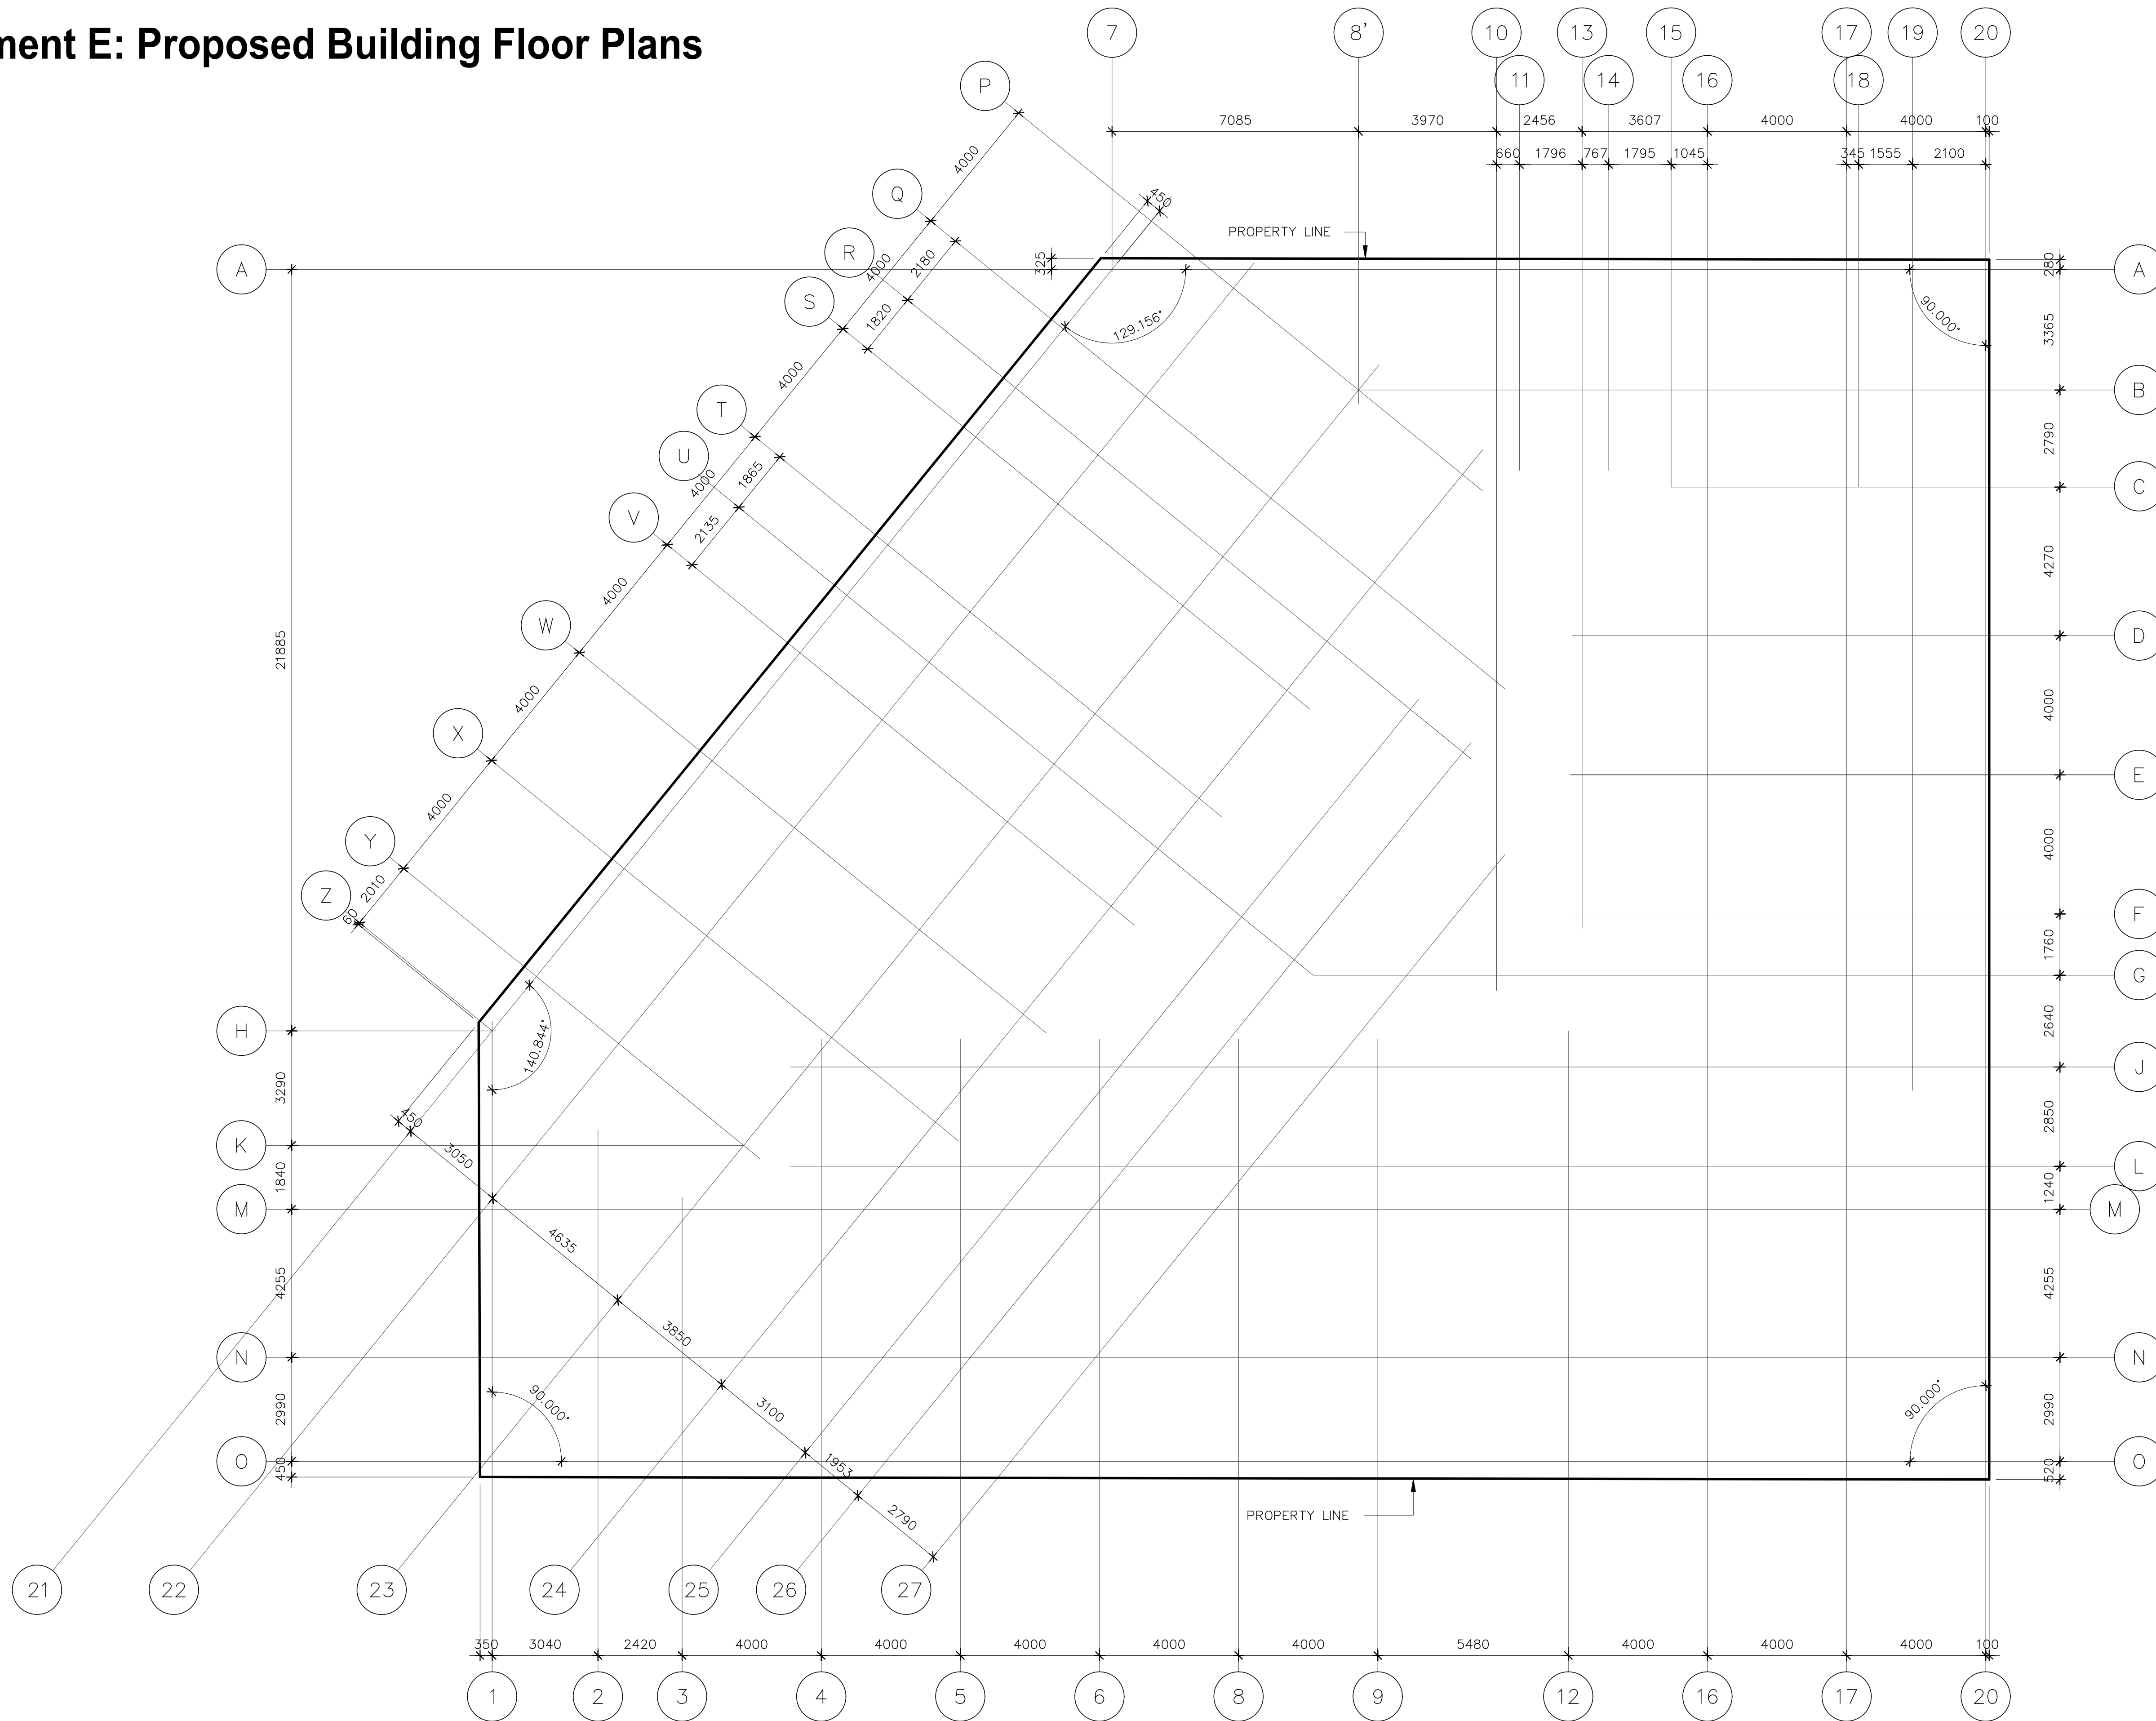 ment E: Proposed Building Floor Plans
7 8' 10 13 15 17 19 20
11 14 16 18
P
7085 3970 2456 3607 4000 4000 100
660 1796 767 1795 1045 345 1555 2100
4000
Q
450
PROPERTY LINE
R
4000 2180
325
280
A
A
S
1820
129.156°
90.000°
3365
4000
B
T
2790
U
1865
4000
C
V
2135
4270
4000
W
D
21885
4000
4000
X
E
4000
4000
Y
2010
Z
60
F
1760
G
H
140.844°
2640
3290
J
450
2850
K
3050
1840
L
1240
M
M
4635
4255
4255
3850
N
N
90.000°
90.000°
3100
2990
2990
1953
O
O
450
520
2790
PROPERTY LINE
21 22 23 24 25 26 27
350 3040 2420 4000 4000 4000 4000 4000 5480 4000 4000 4000 100
1 2 3 4 5 6 8 9 12 16 17 20